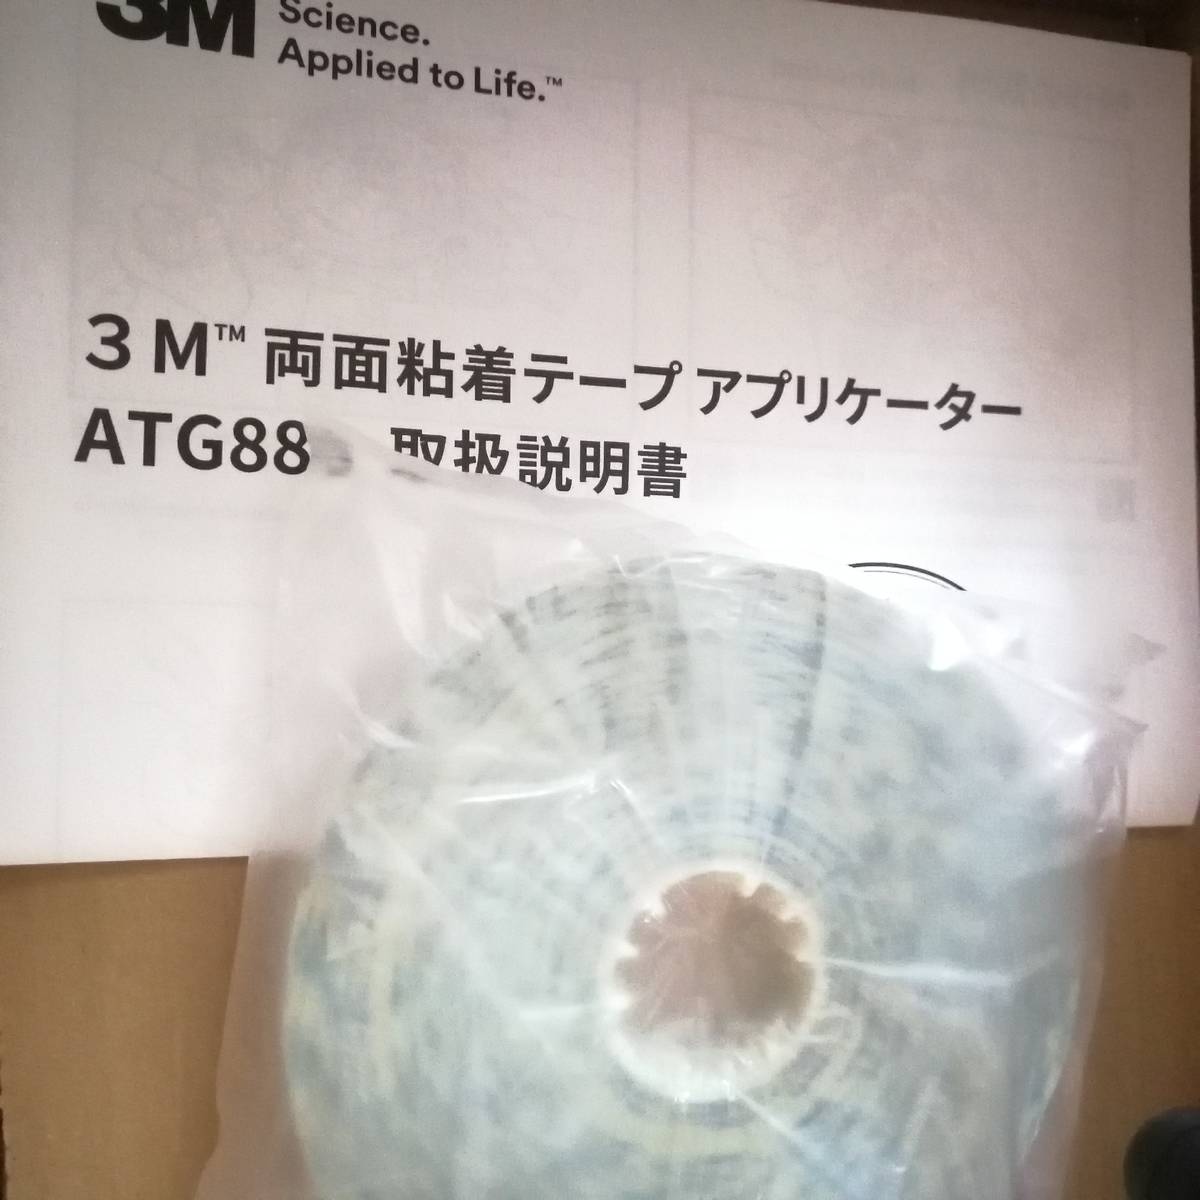 3M Science.
Applied to Life.™
３Ｍ™ 両面粘着テープ アプリケーター
ATG88 取扱説明書